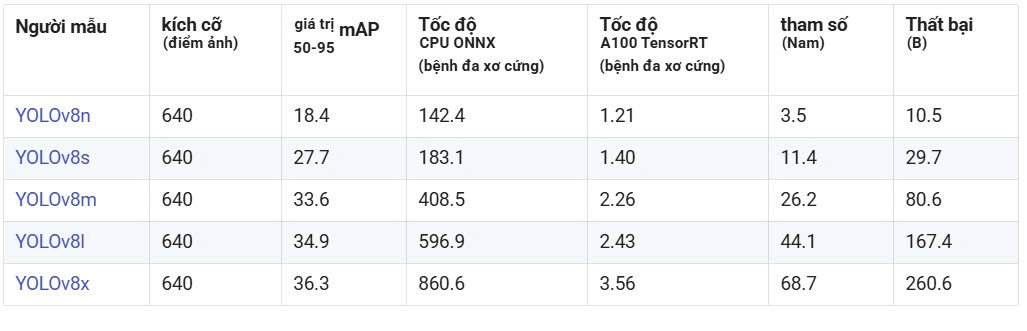 Người mẫu kích cỡ giá trị mAP Tốc độ Tốc độ tham số Thất bại
(điểm ảnh) 50-95 CPU ONNX A100 TensorRT (Nam) (B)
(bệnh đa xơ cứng) (bệnh đa xơ cứng)
YOLOv8n 640 18.4 142.4 1.21 3.5 10.5
YOLOv8s 640 27.7 183.1 1.40 11.4 29.7
YOLOv8m 640 33.6 408.5 2.26 26.2 80.6
YOLOv8l 640 34.9 596.9 2.43 44.1 167.4
YOLOv8x 640 36.3 860.6 3.56 68.7 260.6